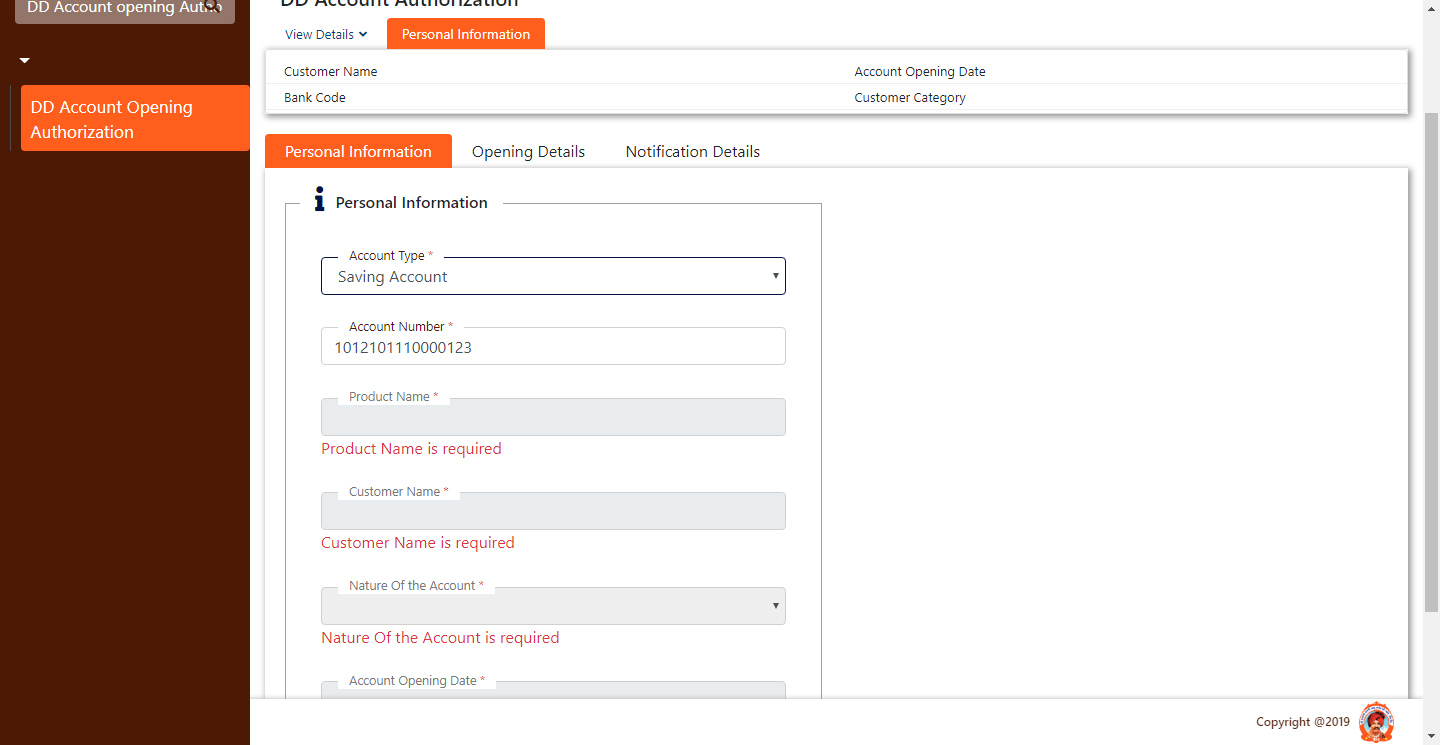 DD Account opening Autho
DD Account Opening
Authorization
DD Account Authorization
View Details
Personal Information
Customer Name
Account Opening Date
Bank Code
Customer Category
Personal Information
Opening Details
Notification Details
Personal Information
Account Type *
Saving Account
Account Number *
1012101110000123
Product Name *
Product Name is required
Customer Name *
Customer Name is required
Nature Of the Account *
Nature Of the Account is required
Account Opening Date *
Copyright @2019